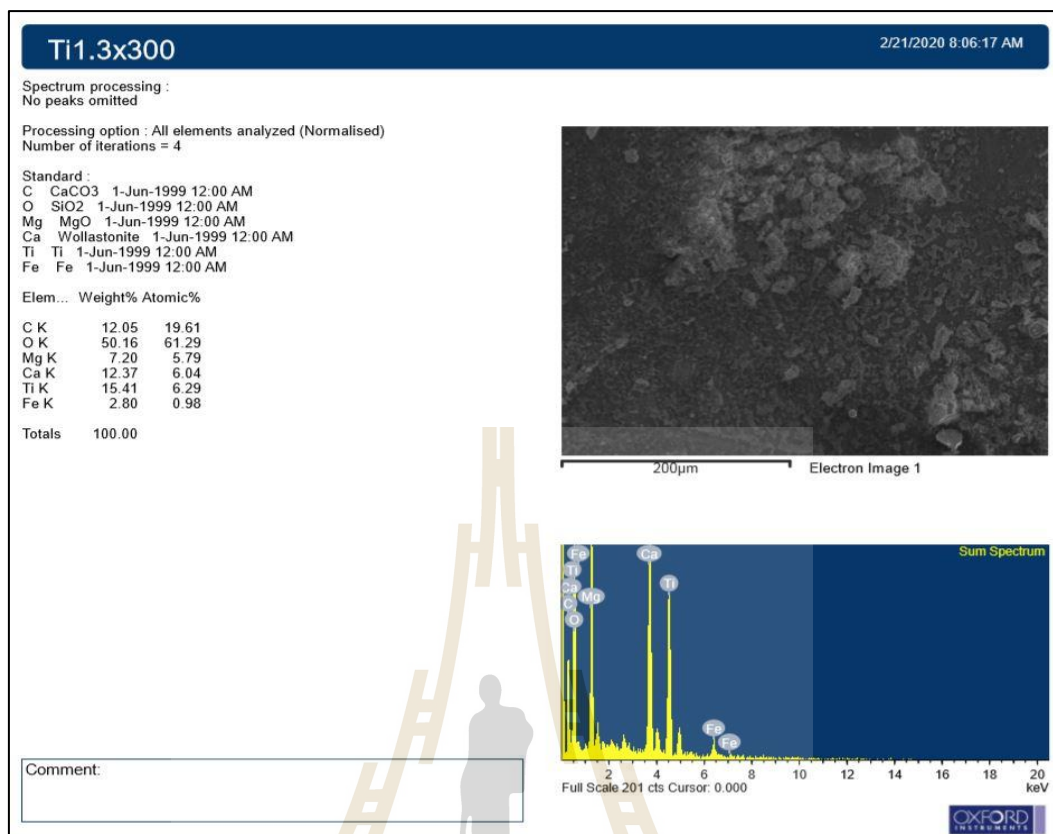 Ti1.3x300
2/21/2020 8:06:17 AM
Spectrum processing :
No peaks omitted
Processing option : All elements analyzed (Normalised)
Number of iterations = 4
Standard :
C CaCO3 1-Jun-1999 12:00 AM
O SiO2 1-Jun-1999 12:00 AM
Mg MgO 1-Jun-1999 12:00 AM
Ca Wollastonite 1-Jun-1999 12:00 AM
Ti Ti 1-Jun-1999 12:00 AM
Fe Fe 1-Jun-1999 12:00 AM
Elem... Weight% Atomic%
C K 12.05 19.61
O K 50.16 61.29
Mg K 7.20 5.79
Ca K 12.37 6.04
Ti K 15.41 6.29
Fe K 2.80 0.98
Totals 100.00
200µm
Electron Image 1
Sum Spectrum
Fe
Ca
Ti
Ti
Ca
Mg
C
O
Fe
Fe
2 4 6 8 10 12 14 16 18 20
Full Scale 201 cts Cursor: 0.000
keV
Comment:
OXFORD
INSTRUMENTS